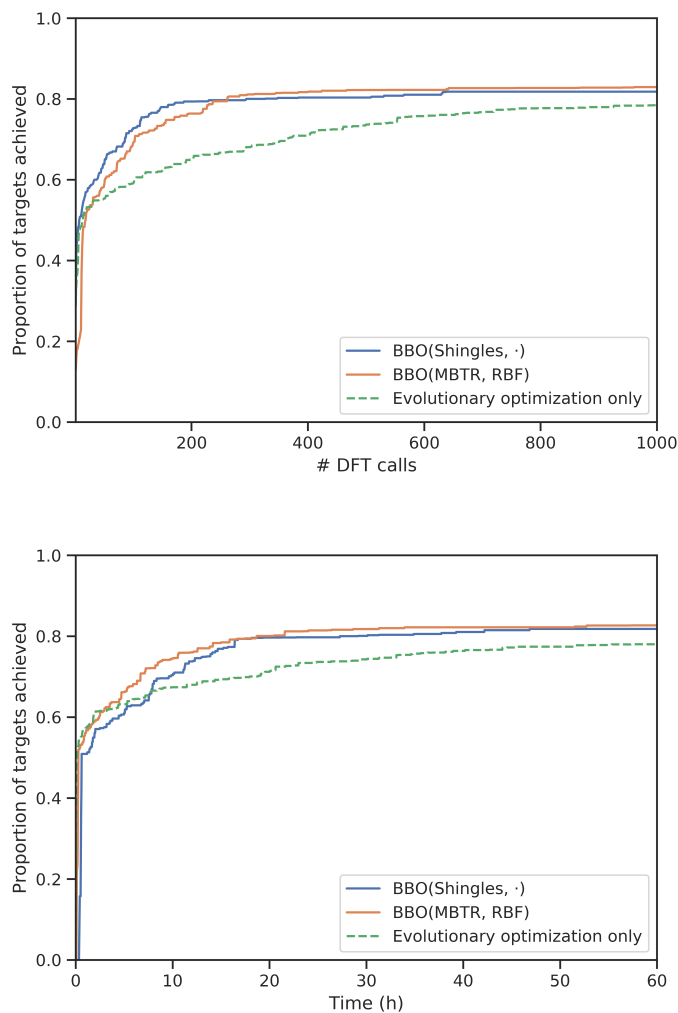 1.0
0.8
0.6
0.4
0.2
0.0
Proportion of targets achieved
BBO(Shingles, ·)
BBO(MBTR, RBF)
Evolutionary optimization only
200 400 600 800 1000
# DFT calls
1.0
0.8
0.6
0.4
0.2
0.0
Proportion of targets achieved
BBO(Shingles, ·)
BBO(MBTR, RBF)
Evolutionary optimization only
0 10 20 30 40 50 60
Time (h)